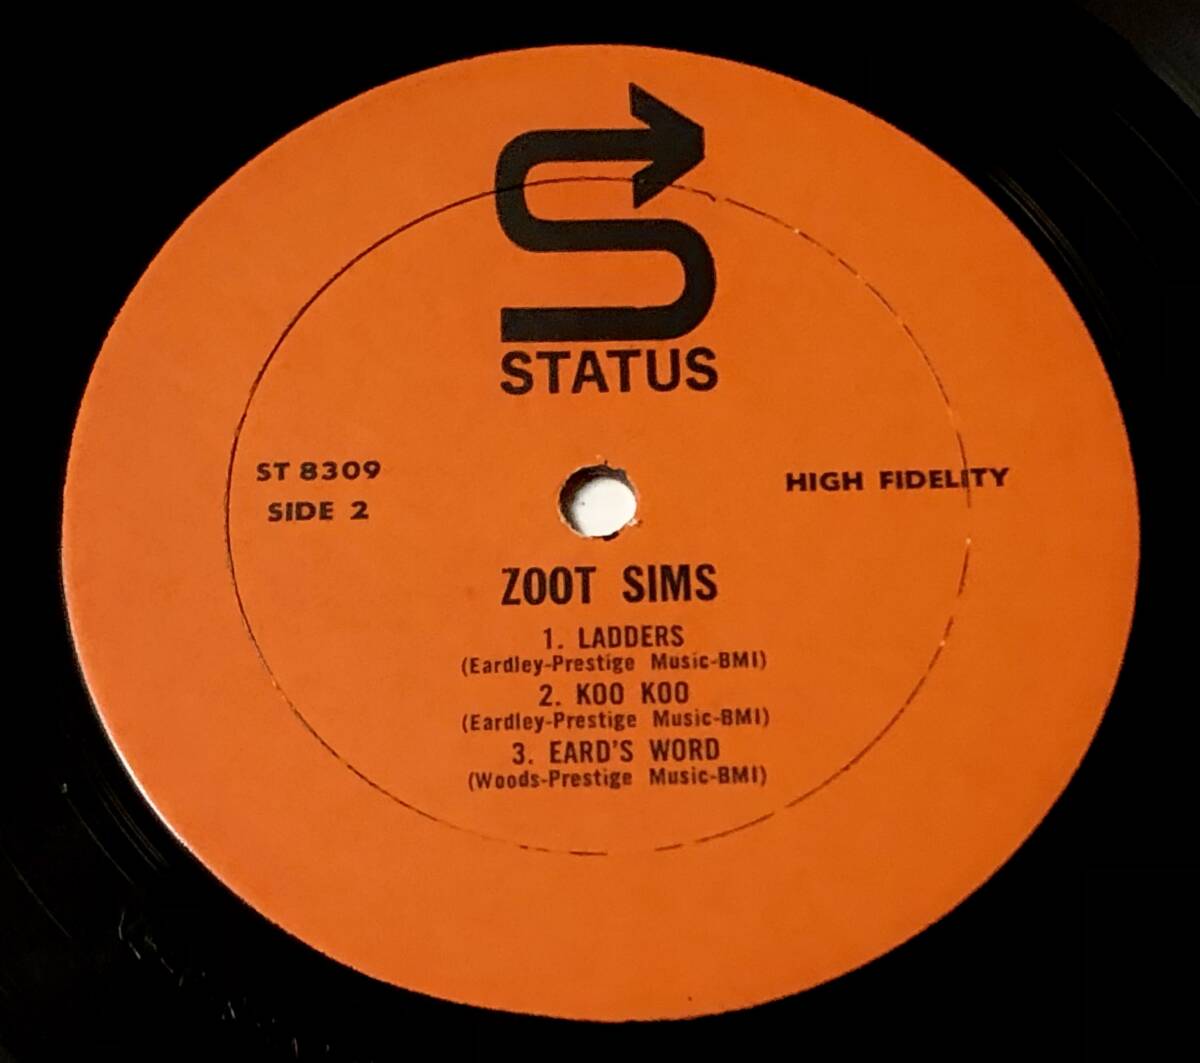 STATUS
ST 8309
SIDE 2
HIGH FIDELITY
ZOOT SIMS
1. LADDERS
(Eardley-Prestige Music-BMI)
2. KOO KOO
(Eardley-Prestige Music-BMI)
3. EARD'S WORD
(Woods-Prestige Music-BMI)